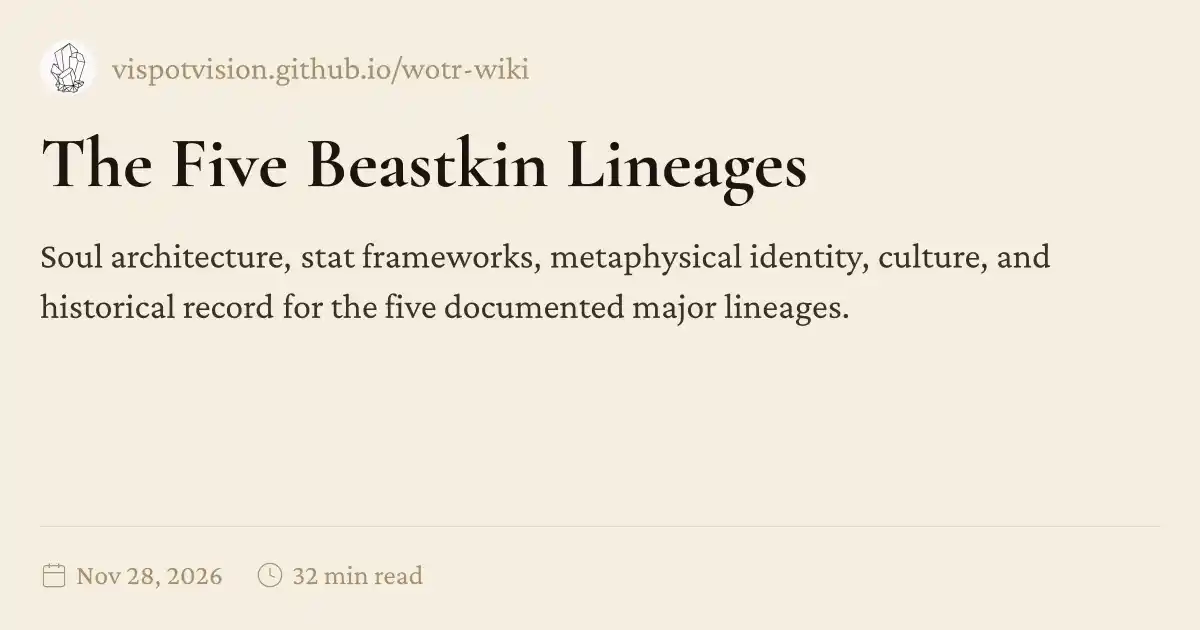 vispotvision.github.io/wotr-wiki
The Five Beastkin Lineages
Soul architecture, stat frameworks, metaphysical identity, culture, and
historical record for the five documented major lineages.
Nov 28, 2026
32 min read